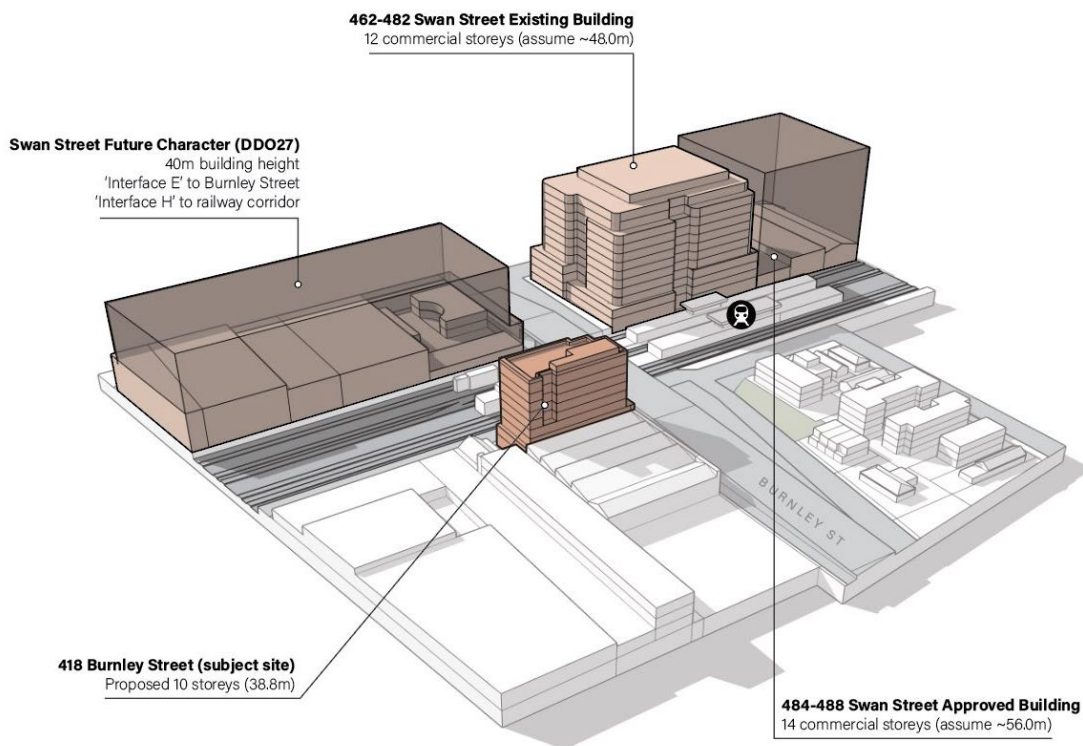 462-482 Swan Street Existing Building
12 commercial storeys (assume ~48.0m)
Swan Street Future Character (DDO27)
40m building height
'Interface E' to Burnley Street
'Interface H' to railway corridor
BURNLEY ST
418 Burnley Street (subject site)
Proposed 10 storeys (38.8m)
484-488 Swan Street Approved Building
14 commercial storeys (assume ~56.0m)